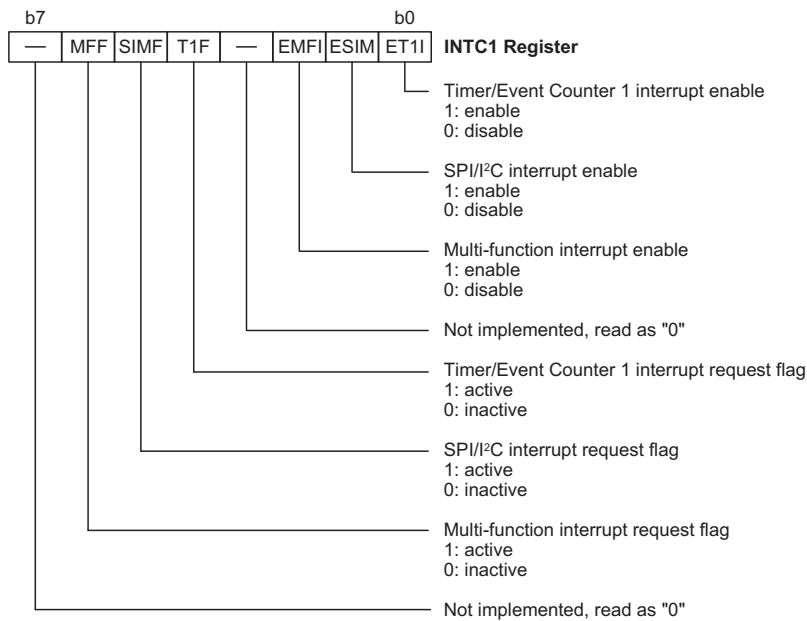 b7 b0
— MFF SIMF T1F — EMFI ESIM ET1I INTC1 Register
Timer/Event Counter 1 interrupt enable
1: enable
0: disable
SPI/I²C interrupt enable
1: enable
0: disable
Multi-function interrupt enable
1: enable
0: disable
Not implemented, read as "0"
Timer/Event Counter 1 interrupt request flag
1: active
0: inactive
SPI/I²C interrupt request flag
1: active
0: inactive
Multi-function interrupt request flag
1: active
0: inactive
Not implemented, read as "0"